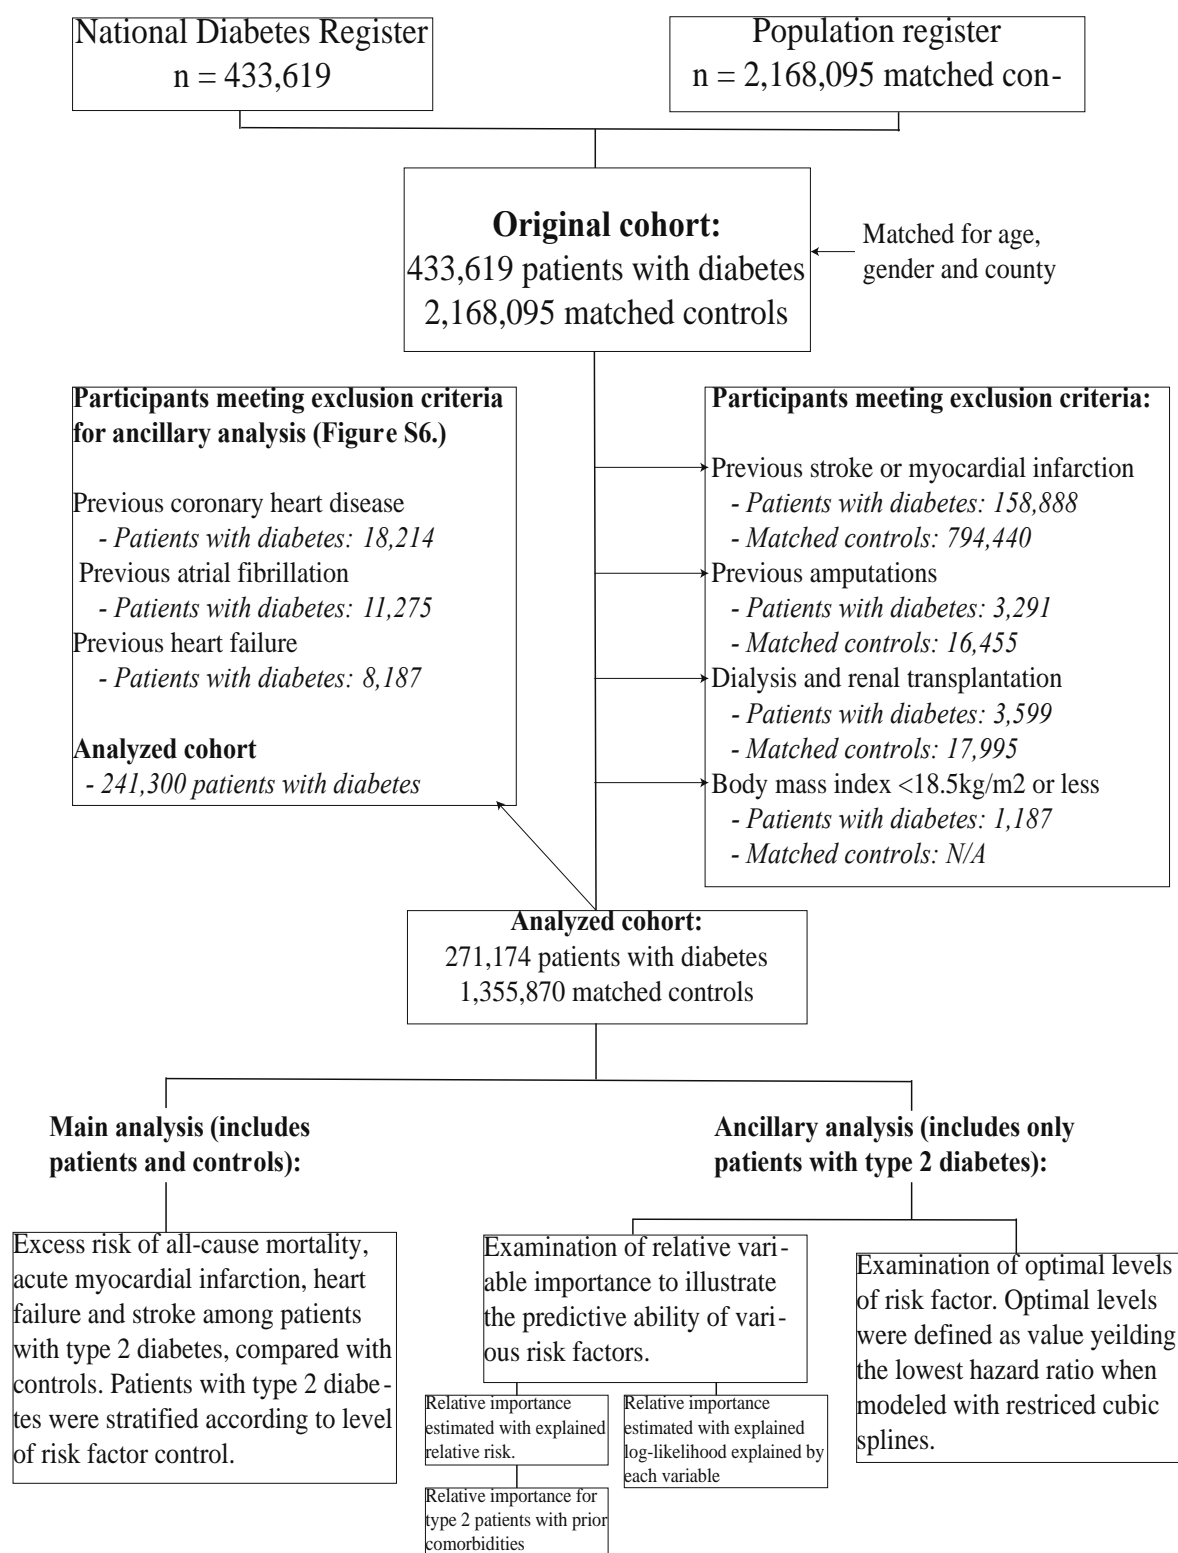 National Diabetes Register
n = 433,619
Population register
n = 2,168,095 matched con-
Original cohort:
433,619 patients with diabetes
2,168,095 matched controls
Matched for age,
gender and county
Participants meeting exclusion criteria
for ancillary analysis (Figure S6.)
Previous coronary heart disease
- Patients with diabetes: 18,214
Previous atrial fibrillation
- Patients with diabetes: 11,275
Previous heart failure
- Patients with diabetes: 8,187
Analyzed cohort
- 241,300 patients with diabetes
Participants meeting exclusion criteria:
Previous stroke or myocardial infarction
- Patients with diabetes: 158,888
- Matched controls: 794,440
Previous amputations
- Patients with diabetes: 3,291
- Matched controls: 16,455
Dialysis and renal transplantation
- Patients with diabetes: 3,599
- Matched controls: 17,995
Body mass index <18.5kg/m2 or less
- Patients with diabetes: 1,187
- Matched controls: N/A
Analyzed cohort:
271,174 patients with diabetes
1,355,870 matched controls
Main analysis (includes
patients and controls):
Ancillary analysis (includes only
patients with type 2 diabetes):
Excess risk of all-cause mortality,
acute myocardial infarction, heart
failure and stroke among patients
with type 2 diabetes, compared with
controls. Patients with type 2 diabe-
tes were stratified according to level
of risk factor control.
Examination of relative vari-
able importance to illustrate
the predictive ability of vari-
ous risk factors.
Relative importance
estimated with explained
relative risk.
Relative importance for
type 2 patients with prior
comorbidities
Relative importance
estimated with explained
log-likelihood explained by
each variable
Examination of optimal levels
of risk factor. Optimal levels
were defined as value yeilding
the lowest hazard ratio when
modeled with restriced cubic
splines.